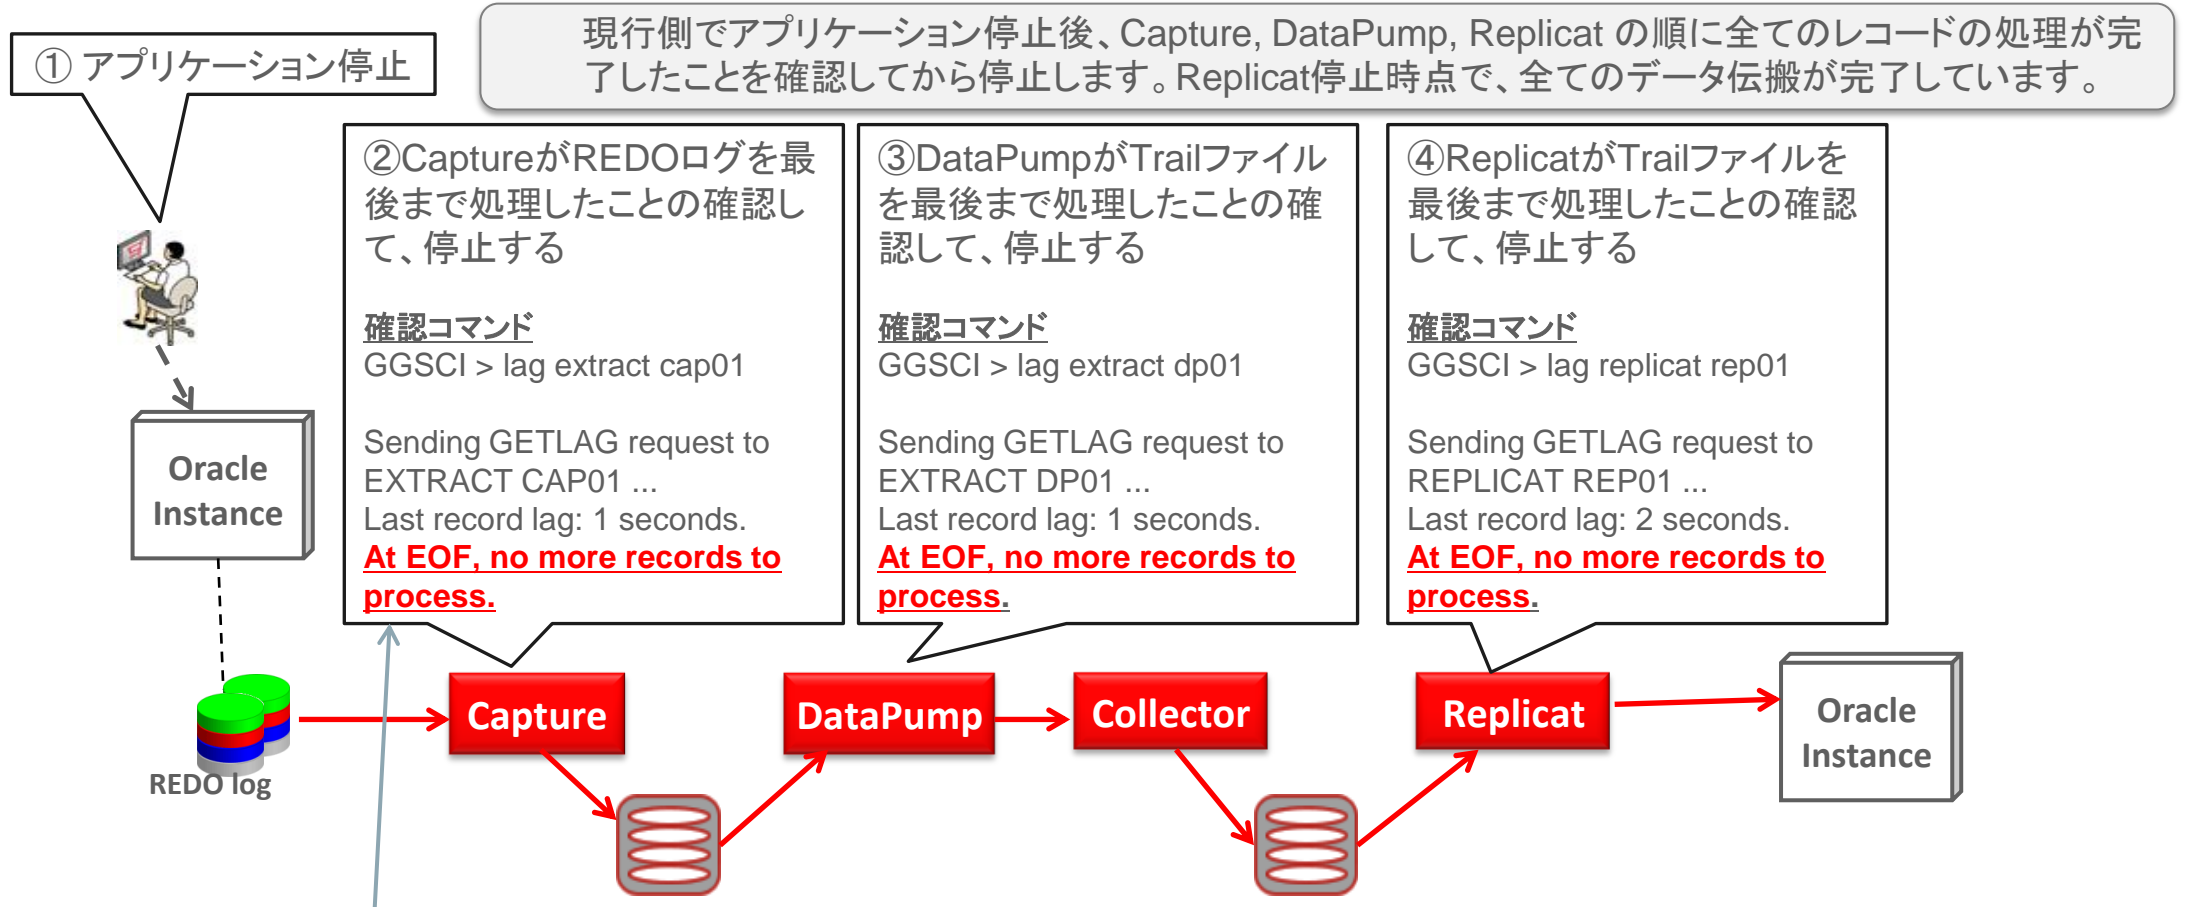 現行側でアプリケーション停止後、Capture, DataPump, Replicat の順に全てのレコードの処理が完
了したことを確認してから停止します。Replicat停止時点で、全てのデータ伝搬が完了しています。
① アプリケーション停止
②CaptureがREDOログを最
後まで処理したことの確認し
て、停止する
確認コマンド
GGSCI > lag extract cap01
Sending GETLAG request to
EXTRACT CAP01 ...
Last record lag: 1 seconds.
At EOF, no more records to
process.
③DataPumpがTrailファイル
を最後まで処理したことの確
認して、停止する
確認コマンド
GGSCI > lag extract dp01
Sending GETLAG request to
EXTRACT DP01 ...
Last record lag: 1 seconds.
At EOF, no more records to
process.
④ReplicatがTrailファイルを
最後まで処理したことの確認
して、停止する
確認コマンド
GGSCI > lag replicat rep01
Sending GETLAG request to
REPLICAT REP01 ...
Last record lag: 2 seconds.
At EOF, no more records to
process.
Oracle
Instance
REDO log
Capture
DataPump
Collector
Replicat
Oracle
Instance